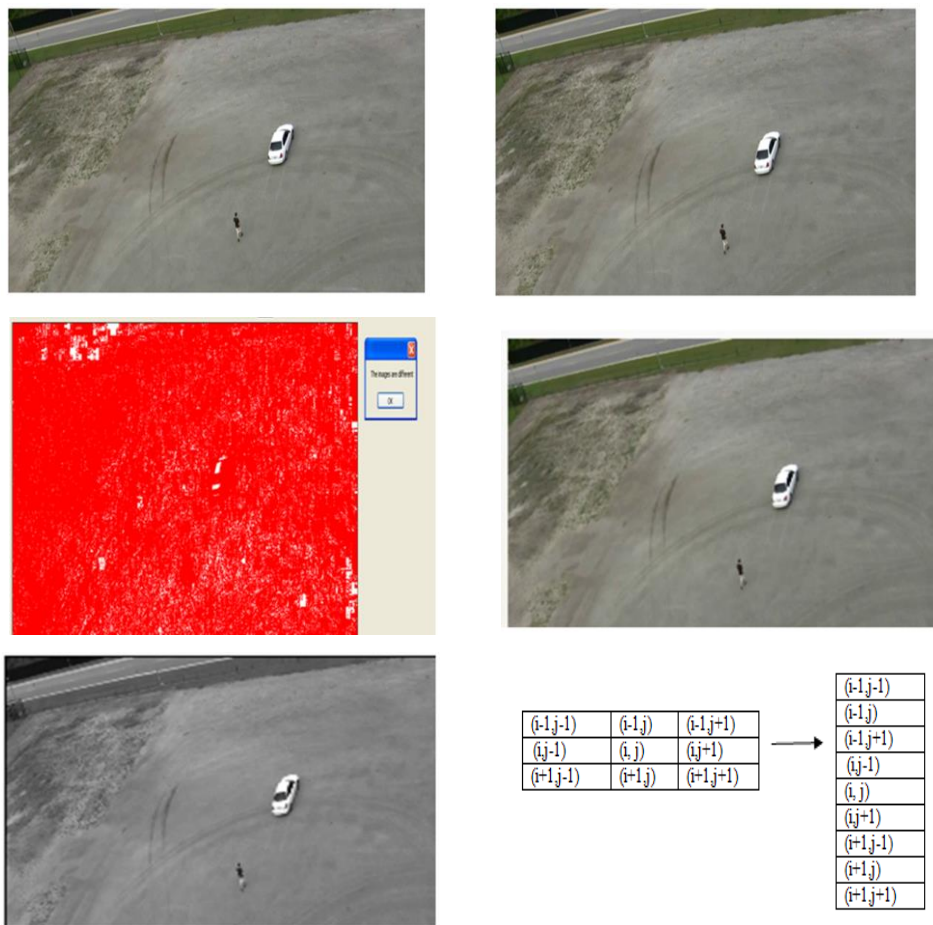 The images are different
OK
(i-1,j-1) (i-1,j) (i-1,j+1)
(i,j-1) (i, j) (i,j+1)
(i+1,j-1) (i+1,j) (i+1,j+1)
(i-1,j-1)
(i-1,j)
(i-1,j+1)
(i,j-1)
(i, j)
(i,j+1)
(i+1,j-1)
(i+1,j)
(i+1,j+1)